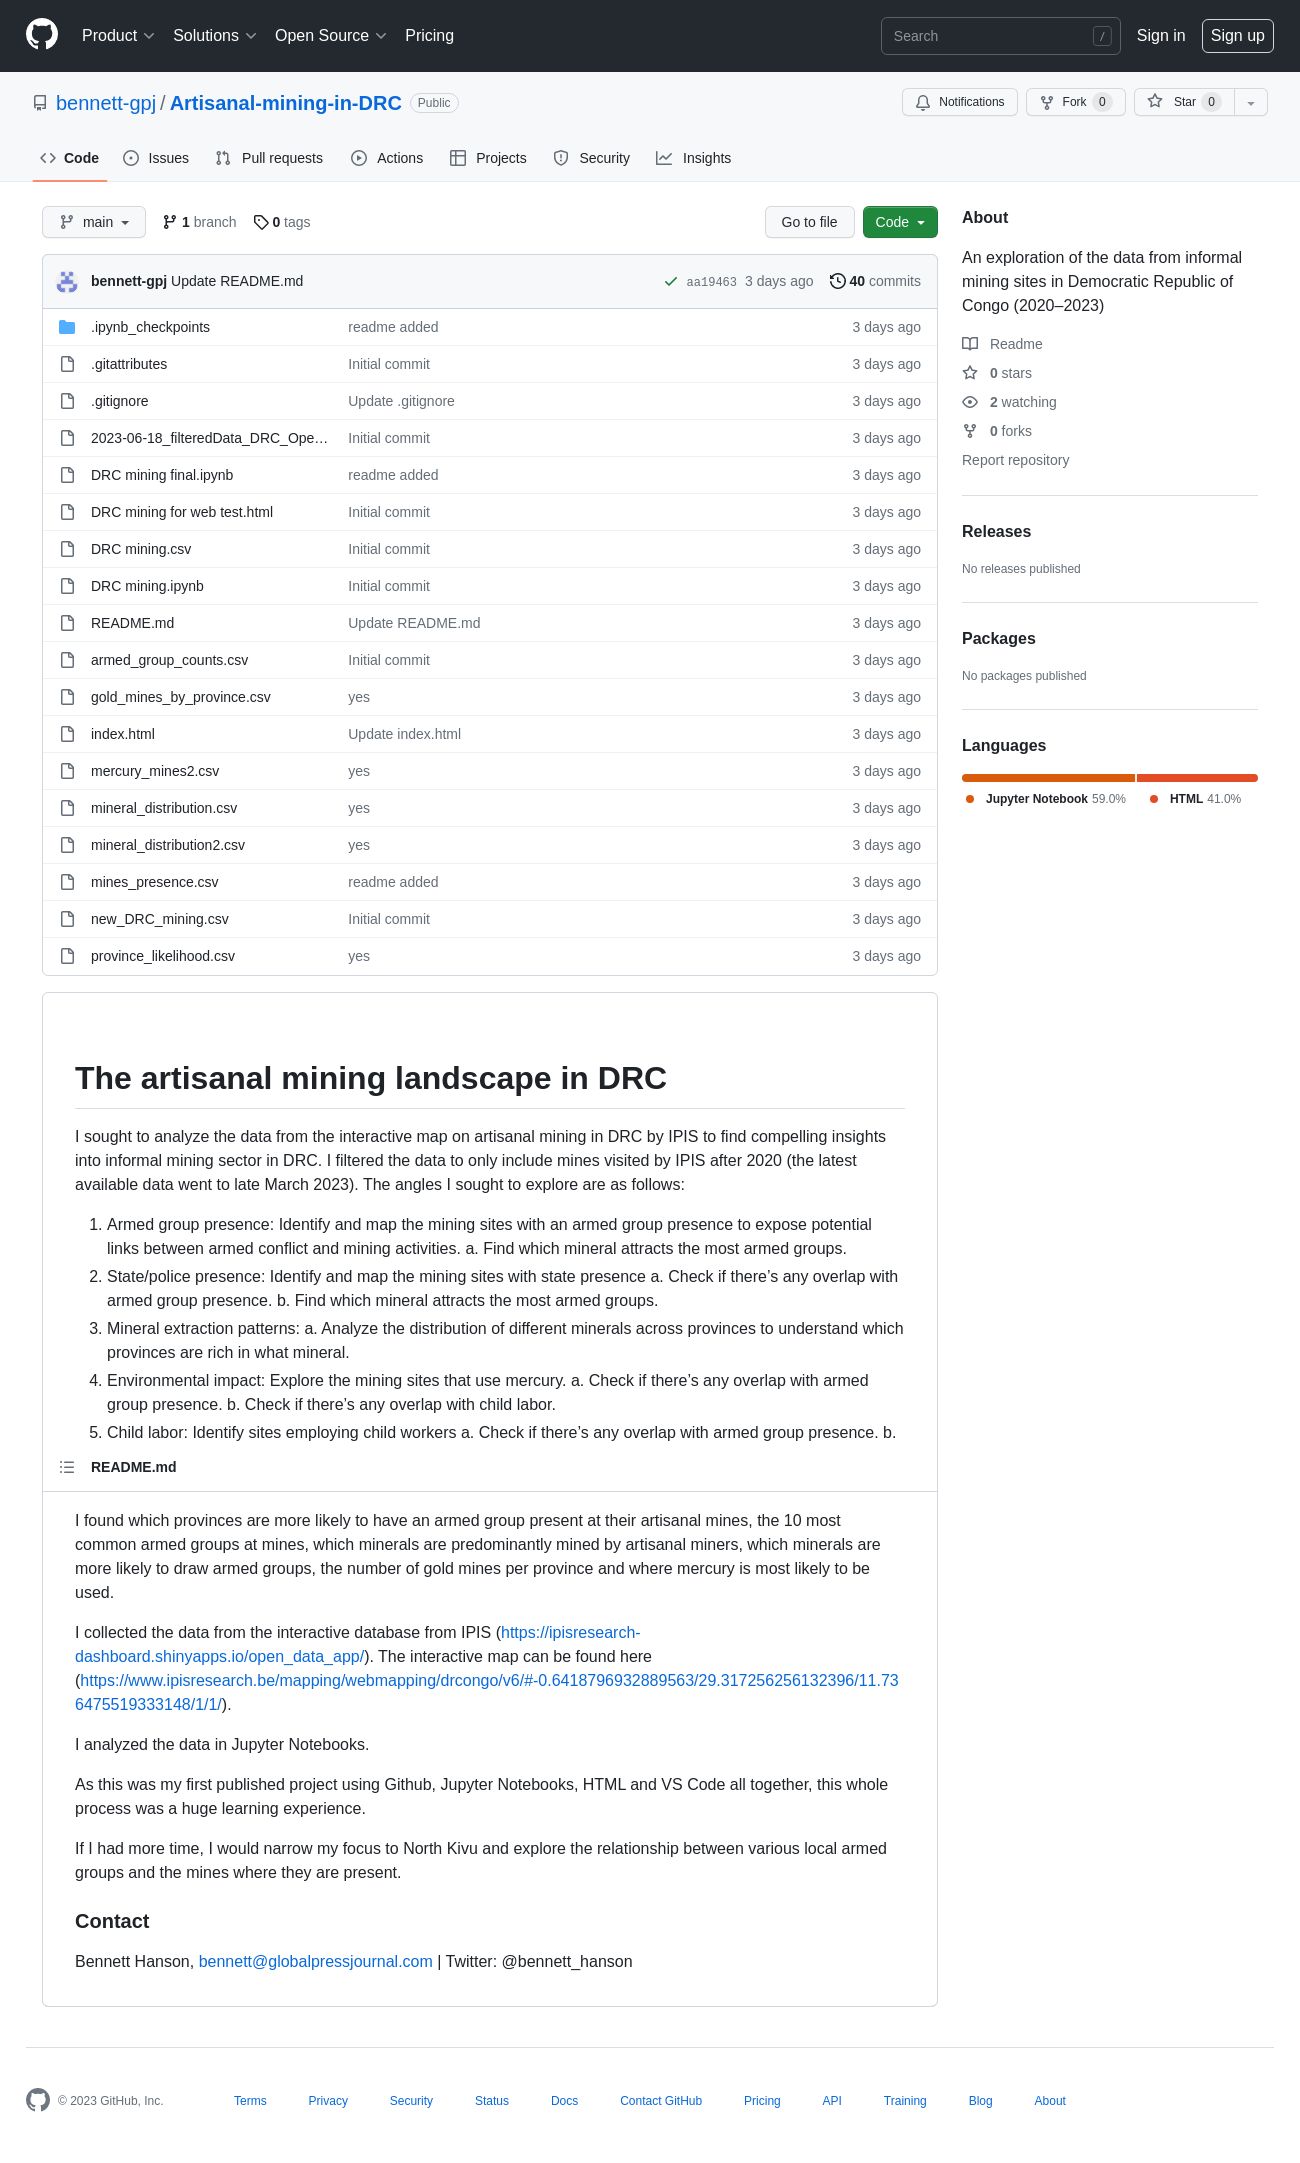 Product Solutions Open Source Pricing Search / Sign in Sign up
bennett-gpj / Artisanal-mining-in-DRC Public Notifications Fork 0 Star 0
Code Issues Pull requests Actions Projects Security Insights
main 1 branch 0 tags Go to file Code
bennett-gpj Update README.md aa19463 3 days ago 40 commits
.ipynb_checkpoints readme added 3 days ago
.gitattributes Initial commit 3 days ago
.gitignore Update .gitignore 3 days ago
2023-06-18_filteredData_DRC_Ope… Initial commit 3 days ago
DRC mining final.ipynb readme added 3 days ago
DRC mining for web test.html Initial commit 3 days ago
DRC mining.csv Initial commit 3 days ago
DRC mining.ipynb Initial commit 3 days ago
README.md Update README.md 3 days ago
armed_group_counts.csv Initial commit 3 days ago
gold_mines_by_province.csv yes 3 days ago
index.html Update index.html 3 days ago
mercury_mines2.csv yes 3 days ago
mineral_distribution.csv yes 3 days ago
mineral_distribution2.csv yes 3 days ago
mines_presence.csv readme added 3 days ago
new_DRC_mining.csv Initial commit 3 days ago
province_likelihood.csv yes 3 days ago
About
An exploration of the data from informal
mining sites in Democratic Republic of
Congo (2020–2023)
Readme
0 stars
2 watching
0 forks
Report repository
Releases
No releases published
Packages
No packages published
Languages
Jupyter Notebook 59.0% HTML 41.0%
The artisanal mining landscape in DRC
I sought to analyze the data from the interactive map on artisanal mining in DRC by IPIS to find compelling insights
into informal mining sector in DRC. I filtered the data to only include mines visited by IPIS after 2020 (the latest
available data went to late March 2023). The angles I sought to explore are as follows:
1. Armed group presence: Identify and map the mining sites with an armed group presence to expose potential
links between armed conflict and mining activities. a. Find which mineral attracts the most armed groups.
2. State/police presence: Identify and map the mining sites with state presence a. Check if there’s any overlap with
armed group presence. b. Find which mineral attracts the most armed groups.
3. Mineral extraction patterns: a. Analyze the distribution of different minerals across provinces to understand which
provinces are rich in what mineral.
4. Environmental impact: Explore the mining sites that use mercury. a. Check if there’s any overlap with armed
group presence. b. Check if there’s any overlap with child labor.
5. Child labor: Identify sites employing child workers a. Check if there’s any overlap with armed group presence. b.
README.md
I found which provinces are more likely to have an armed group present at their artisanal mines, the 10 most
common armed groups at mines, which minerals are predominantly mined by artisanal miners, which minerals are
more likely to draw armed groups, the number of gold mines per province and where mercury is most likely to be
used.
I collected the data from the interactive database from IPIS (https://ipisresearch-
dashboard.shinyapps.io/open_data_app/). The interactive map can be found here
(https://www.ipisresearch.be/mapping/webmapping/drcongo/v6/#-0.6418796932889563/29.317256256132396/11.73
6475519333148/1/1/).
I analyzed the data in Jupyter Notebooks.
As this was my first published project using Github, Jupyter Notebooks, HTML and VS Code all together, this whole
process was a huge learning experience.
If I had more time, I would narrow my focus to North Kivu and explore the relationship between various local armed
groups and the mines where they are present.
Contact
Bennett Hanson, bennett@globalpressjournal.com | Twitter: @bennett_hanson
© 2023 GitHub, Inc. Terms Privacy Security Status Docs Contact GitHub Pricing API Training Blog About